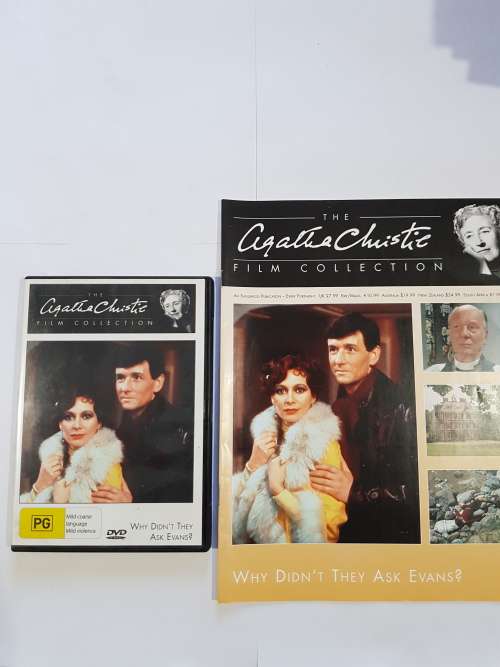 THE
Agatha Christie
FILM COLLECTION
PG
Mild coarse
language
Mild violence
DVD
WHY DIDN'T THEY
ASK EVANS?
THE
Agatha Christie
FILM COLLECTION
WHY DIDN'T THEY ASK EVANS?